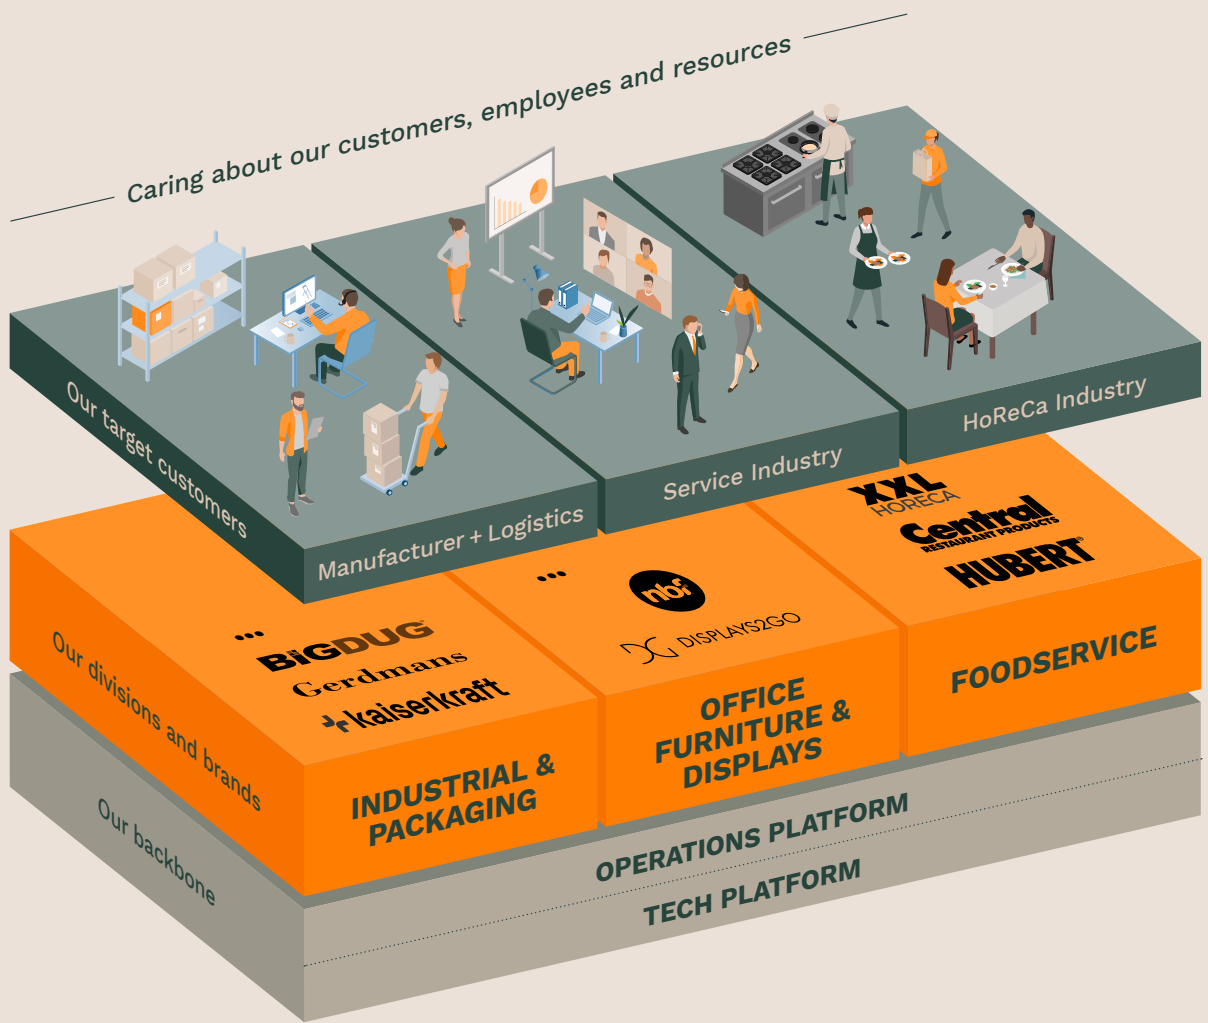 Caring about our customers, employees and resources
Our target customers
Manufacturer + Logistics
Service Industry
HoReCa Industry
Our divisions and brands
•••
BiGDUG
Gerdmans
kaiserkraft
INDUSTRIAL &
PACKAGING
•••
nbf
DISPLAYS2GO
OFFICE
FURNITURE &
DISPLAYS
XXL
HORECA
Central
RESTAURANT PRODUCTS
HUBERT®
FOODSERVICE
Our backbone
OPERATIONS PLATFORM
TECH PLATFORM